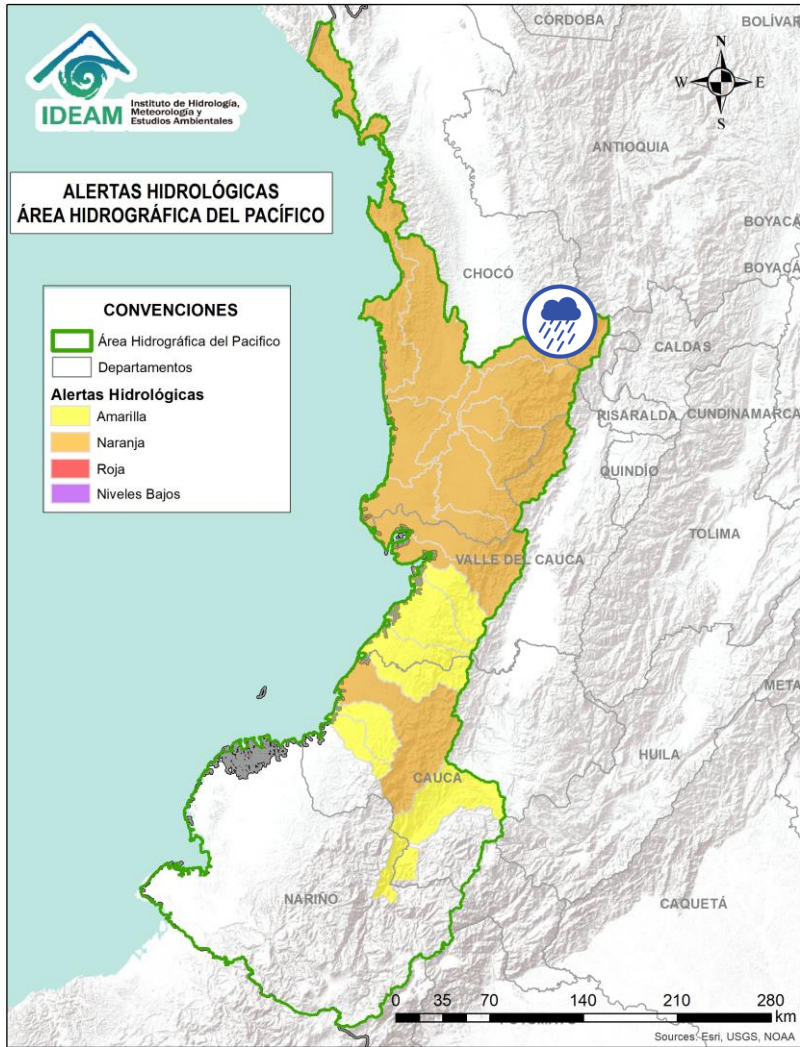 CÓRDOBA
BOLÍVAR
IDEAM
Instituto de Hidrología,
Meteorología y
Estudios Ambientales
N
W
E
S
ANTIOQUIA
ALERTAS HIDROLÓGICAS
ÁREA HIDROGRÁFICA DEL PACÍFICO
BOYACÁ
CHOCÓ
BOYACÁ
CONVENCIONES
Área Hidrográfica del Pacifico
Departamentos
Alertas Hidrológicas
Amarilla
Naranja
Roja
Niveles Bajos
CALDAS
RISARALDA
CUNDINAMARCA
QUINDÍO
TOLIMA
VALLE DEL CAUCA
META
HUILA
CAUCA
NARIÑO
CAQUETÁ
0 35 70 140 210 280
km
Sources: Esri, USGS, NOAA